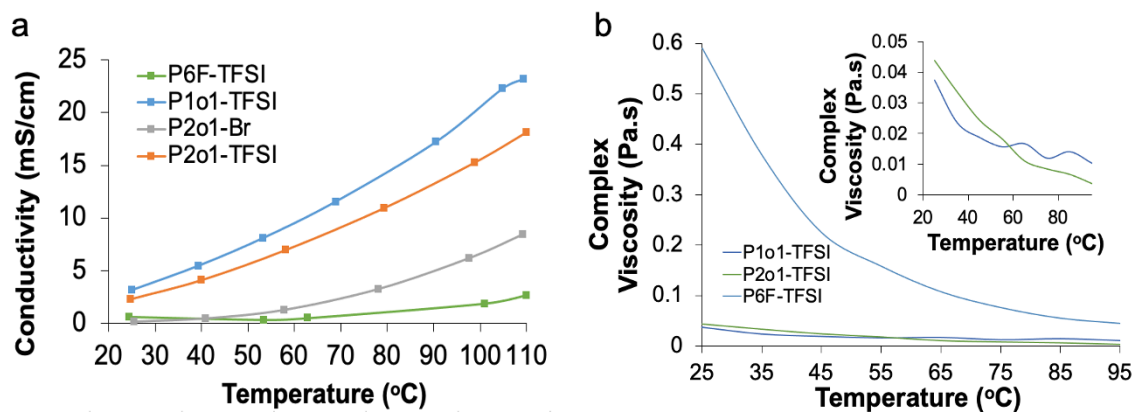 a
Conductivity (mS/cm)
25
20
15
10
5
0
P6F-TFSI
P1o1-TFSI
P2o1-Br
P2o1-TFSI
20 30 40 50 60 70 80 90 100 110
Temperature (ºC)
b
Complex
Viscosity (Pa.s)
0.6
0.5
0.4
0.3
0.2
0.1
0
P1o1-TFSI
P2o1-TFSI
P6F-TFSI
25 35 45 55 65 75 85 95
Temperature (ºC)
Complex
Viscosity (Pa.s)
0.05
0.04
0.03
0.02
0.01
0
20 40 60 80
Temperature (ºC)